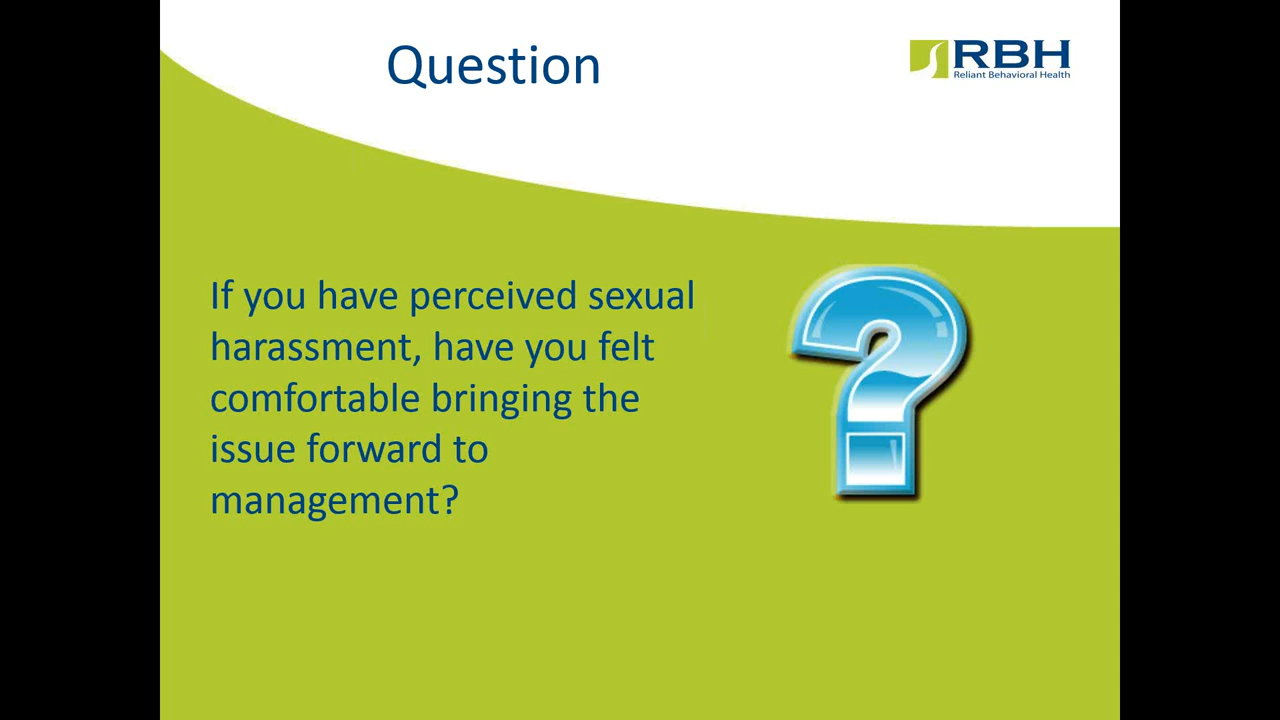 Question
RBH
Reliant Behavioral Health
If you have perceived sexual
harassment, have you felt
comfortable bringing the
issue forward to
management?